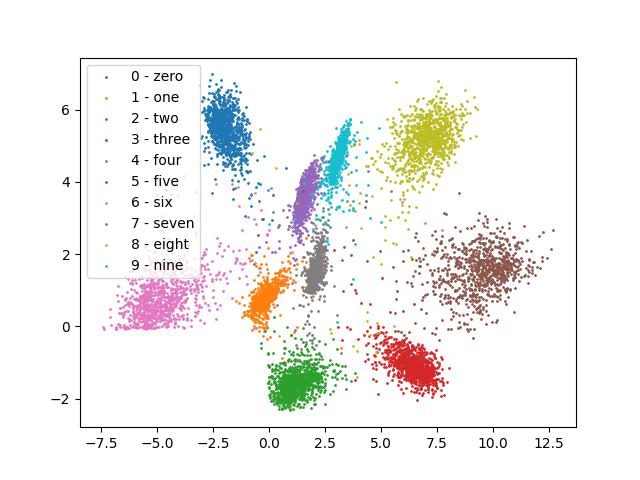 0 - zero
1 - one
2 - two
3 - three
4 - four
5 - five
6 - six
7 - seven
8 - eight
9 - nine
6
4
2
0
−2
−7.5 −5.0 −2.5 0.0 2.5 5.0 7.5 10.0 12.5